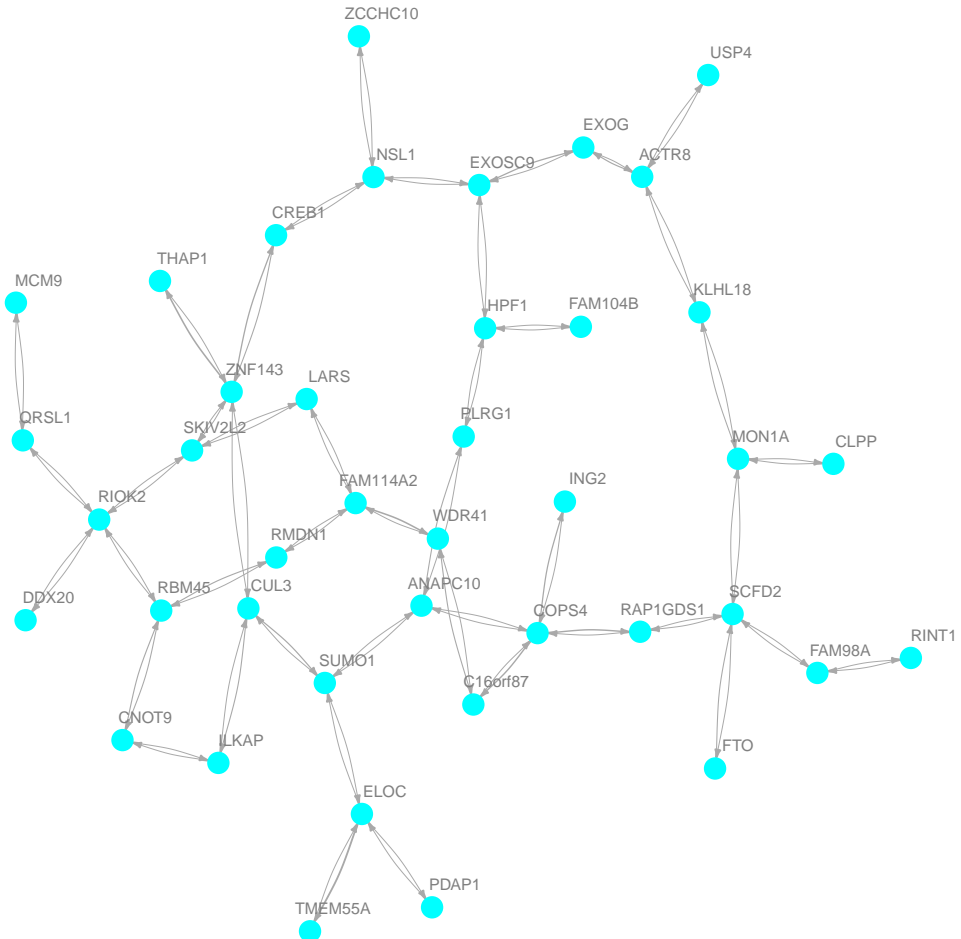 ZCCHC10
USP4
EXOG
NSL1
EXOSC9
ACTR8
CREB1
THAP1
MCM9
KLHL18
HPF1
FAM104B
ZNF143
LARS
QRSL1
SKIV2L2
PLRG1
MON1A
CLPP
FAM114A2
ING2
RIOK2
WDR41
RMDN1
DDX20
RBM45
CUL3
ANAPC10
COPS4
RAP1GDS1
SCFD2
RINT1
SUMO1
C16orf87
FAM98A
CNOT9
ILKAP
FTO
ELOC
PDAP1
TMEM55A